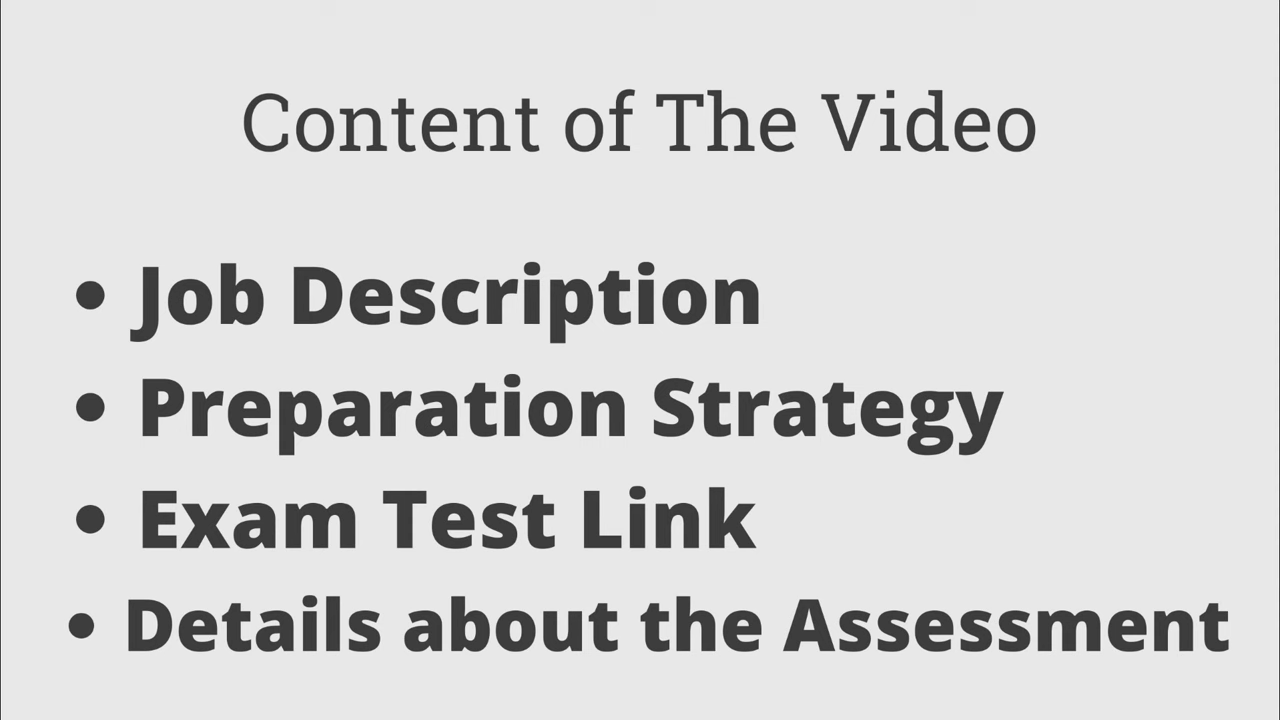 Content of The Video
• Job Description
• Preparation Strategy
• Exam Test Link
• Details about the Assessment